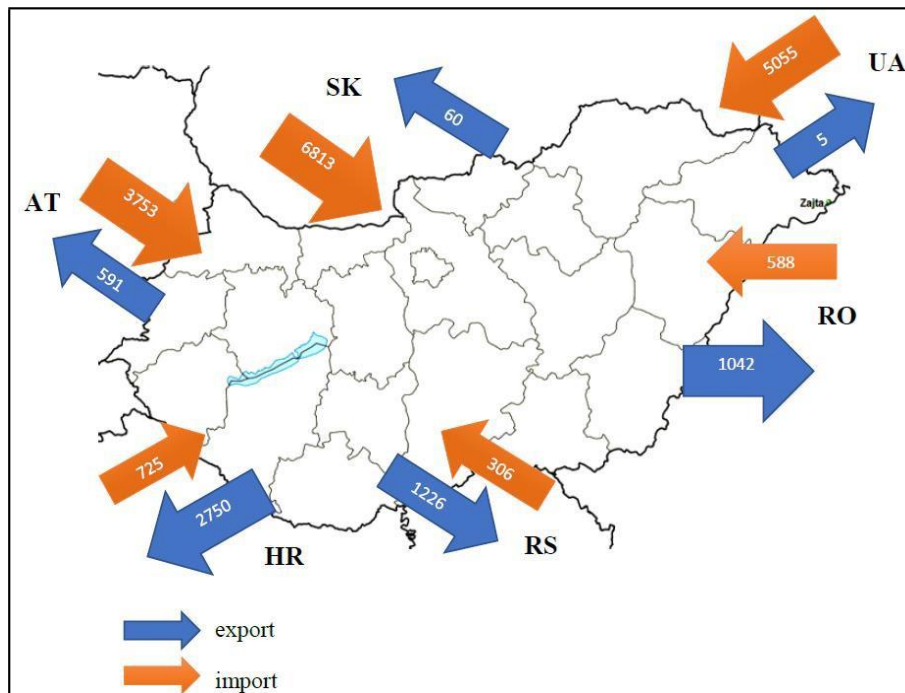 5055
UA
SK
60
5
6813
3753
AT
Zajta
591
588
RO
1042
725
306
1226
2750
RS
HR
export
import